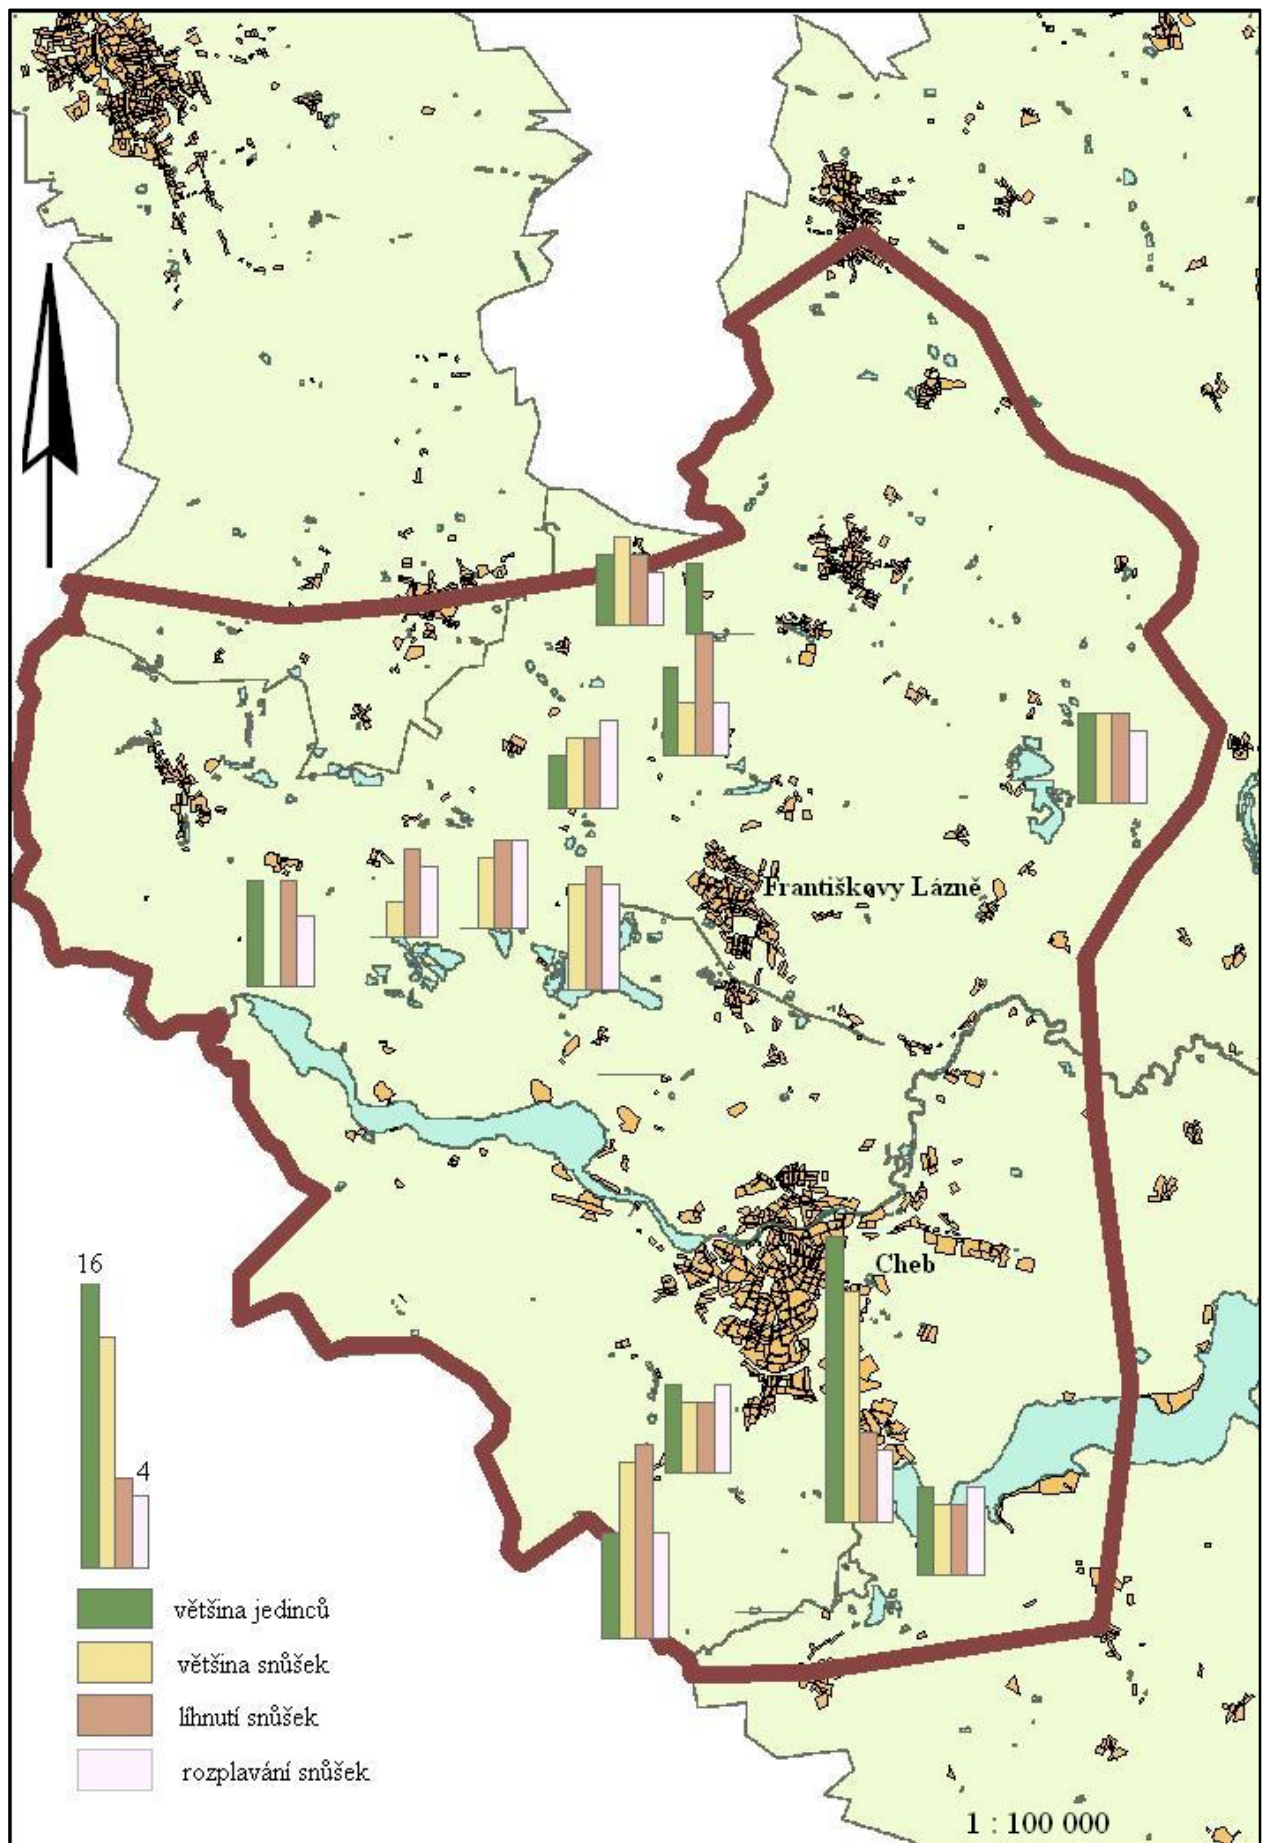 Františkovy Lázně
Cheb
16
4
většina jedinců
většina snůšek
líhnutí snůšek
rozplavání snůšek
1 : 100 000